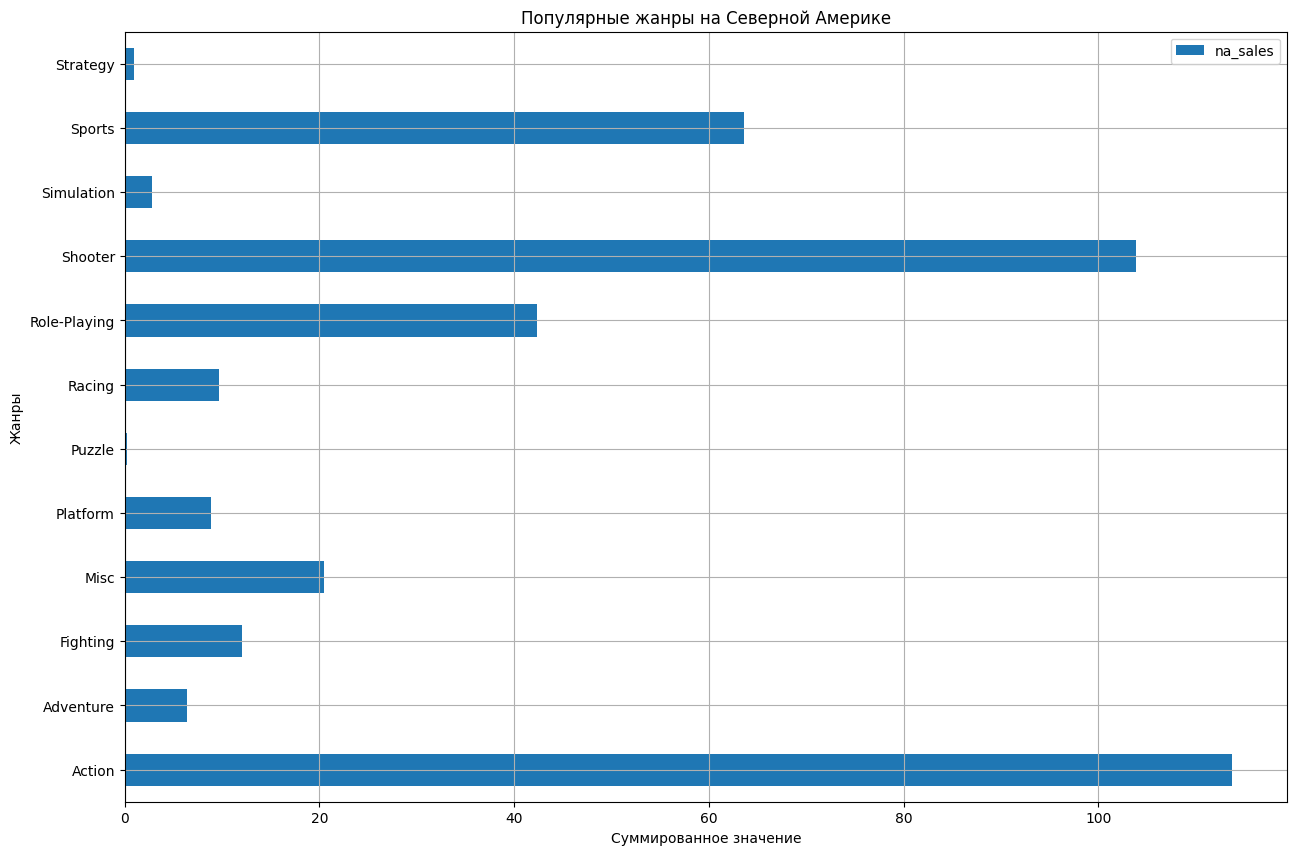 Популярные жанры на Северной Америке
na_sales
Strategy
Sports
Simulation
Shooter
Role-Playing
Racing
Puzzle
Platform
Misc
Fighting
Adventure
Action
Жанры
0 20 40 60 80 100
Суммированное значение